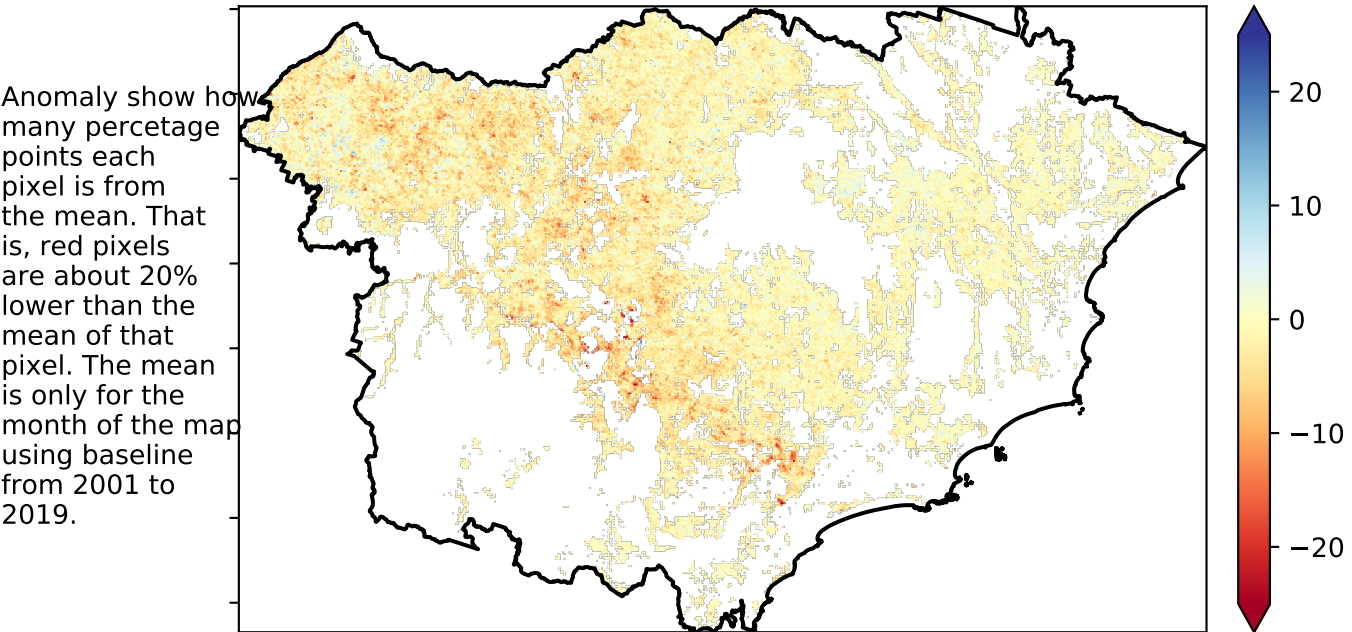 Anomaly show how
many percetage
points each
pixel is from
the mean. That
is, red pixels
are about 20%
lower than the
mean of that
pixel. The mean
is only for the
month of the map
using baseline
from 2001 to
2019.
20
10
0
−10
−20